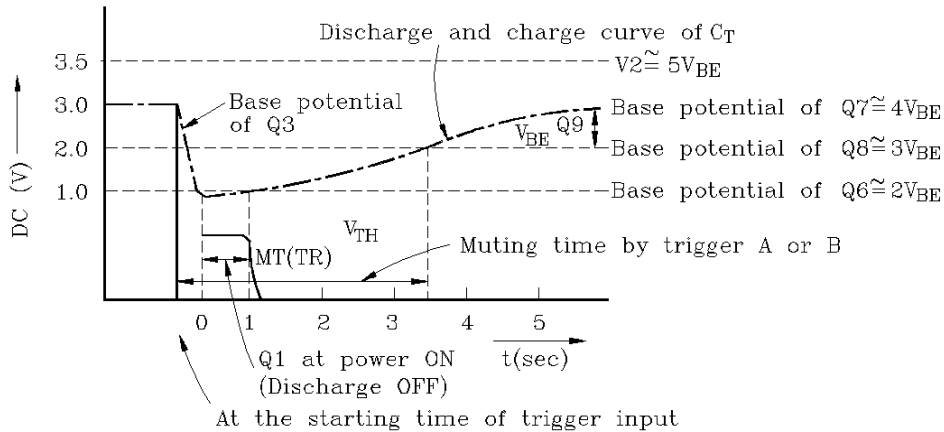 Discharge and charge curve of CT
3.5
V2≅5VBE
3.0
Base potential
of Q3
Base potential of Q7≅4VBE
VBE Q9
2.0
Base potential of Q8≅3VBE
1.0
Base potential of Q6≅2VBE
DC (V)
VTH
Muting time by trigger A or B
MT(TR)
0 1 2 3 4 5
Q1 at power ON
(Discharge OFF)
t(sec)
At the starting time of trigger input